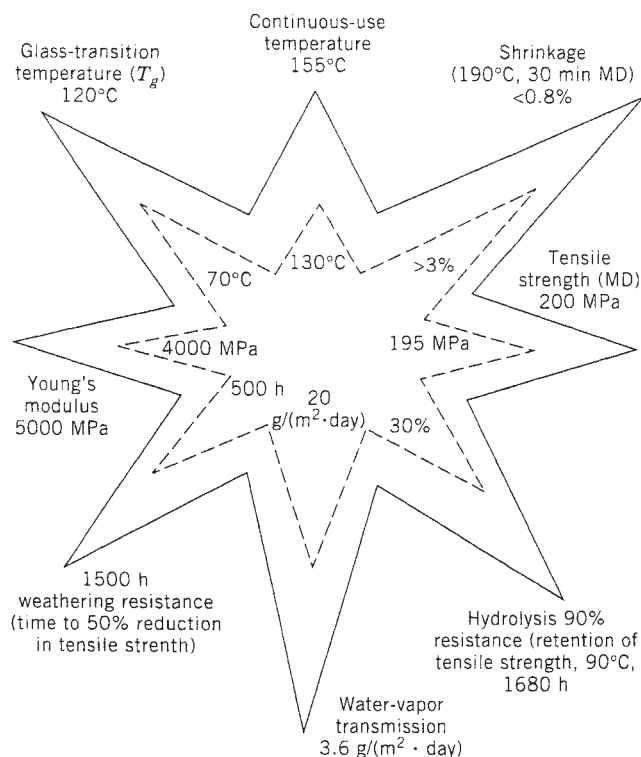 Continuous-use
temperature
155°C
Glass-transition
temperature (Tg)
120°C
Shrinkage
(190°C, 30 min MD)
<0.8%
130°C
70°C
>3%
Tensile
strength (MD)
200 MPa
4000 MPa
195 MPa
Young's
modulus
5000 MPa
500 h
20
g/(m²·day)
30%
1500 h
weathering resistance
(time to 50% reduction
in tensile strenth)
Hydrolysis 90%
resistance (retention of
tensile strength, 90°C,
1680 h
Water-vapor
transmission
3.6 g/(m² · day)